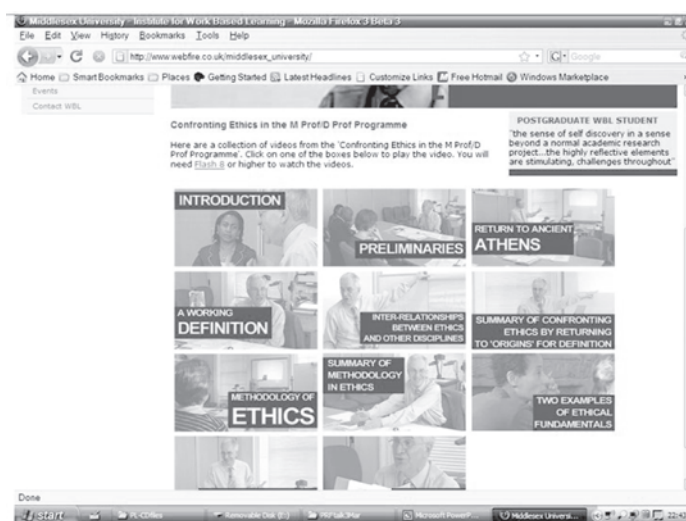 Middlesex University - Institute for Work Based Learning - Mozilla Firefox 3 Beta 3
File Edit View History Bookmarks Tools Help
http://www.webfire.co.uk/middlesex_university/
Google
Home Smart Bookmarks Places Getting Started Latest Headlines Customize Links Free Hotmail Windows Marketplace
Events
Contact WBL
Confronting Ethics in the M Prof/D Prof Programme
Here are a collection of videos from the 'Confronting Ethics in the M Prof/D
Prof Programme'. Click on one of the boxes below to play the video. You will
need Flash 8 or higher to watch the videos.
POSTGRADUATE WBL STUDENT
"the sense of self discovery in a sense
beyond a normal academic research
project...the highly reflective elements
are stimulating, challenges throughout"
INTRODUCTION
PRELIMINARIES
RETURN TO ANCIENT
ATHENS
A WORKING
DEFINITION
INTER-RELATIONSHIPS
BETWEEN ETHICS
AND OTHER DISCIPLINES
SUMMARY OF CONFRONTING
ETHICS BY RETURNING
TO 'ORIGINS' FOR DEFINITION
METHODOLOGY OF
ETHICS
SUMMARY OF
METHODOLOGY
IN ETHICS
TWO EXAMPLES
OF ETHICAL
FUNDAMENTALS
Done
start
Removable Disk
Microsoft PowerP...
Middlesex Universi...